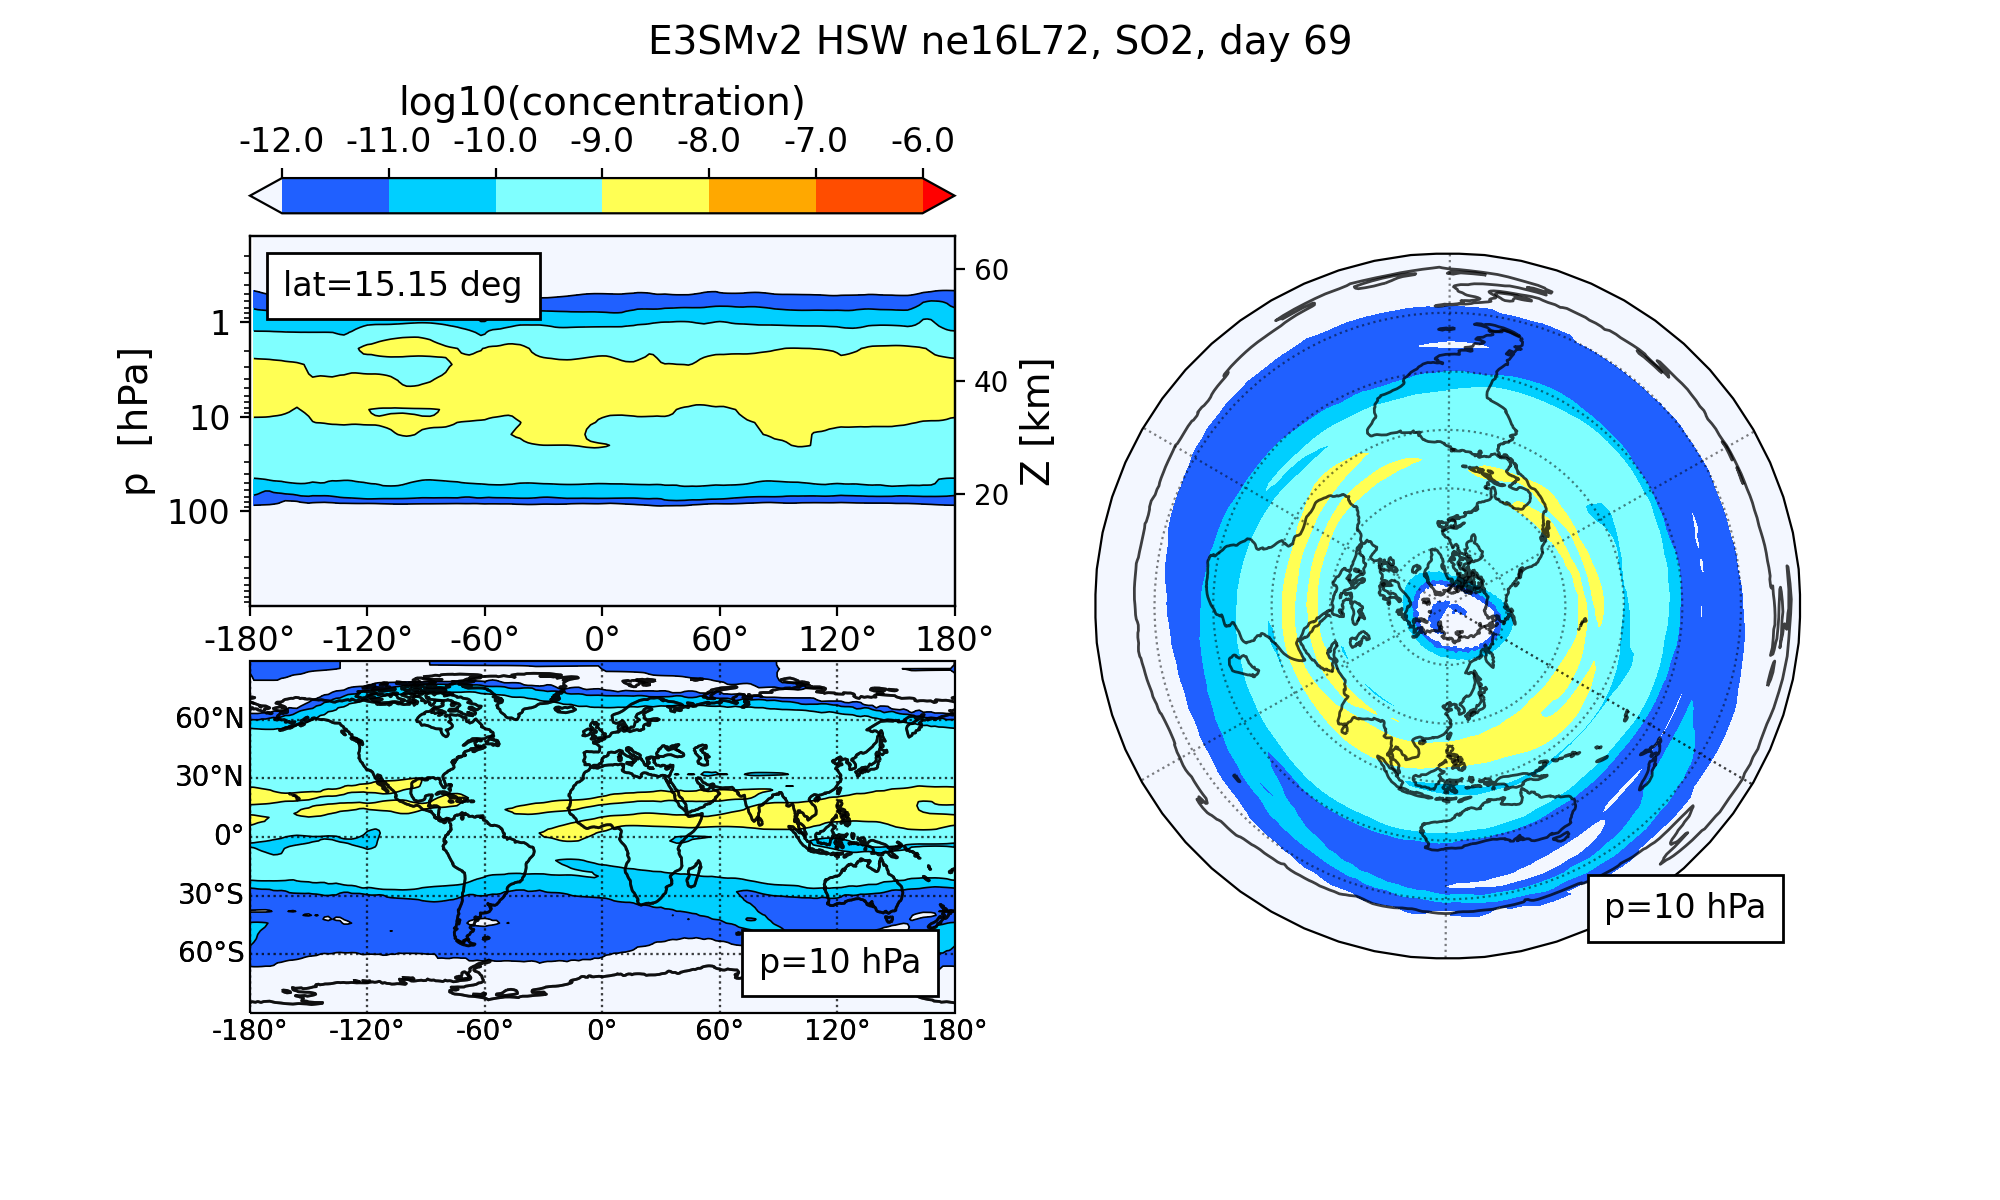 E3SMv2 HSW ne16L72, SO2, day 69
log10(concentration)
-12.0 -11.0 -10.0 -9.0 -8.0 -7.0 -6.0
lat=15.15 deg
p [hPa]
1
10
100
60
40
20
Z [km]
-180° -120° -60° 0° 60° 120° 180°
60°N
30°N
0°
30°S
60°S
p=10 hPa
-180° -120° -60° 0° 60° 120° 180°
p=10 hPa